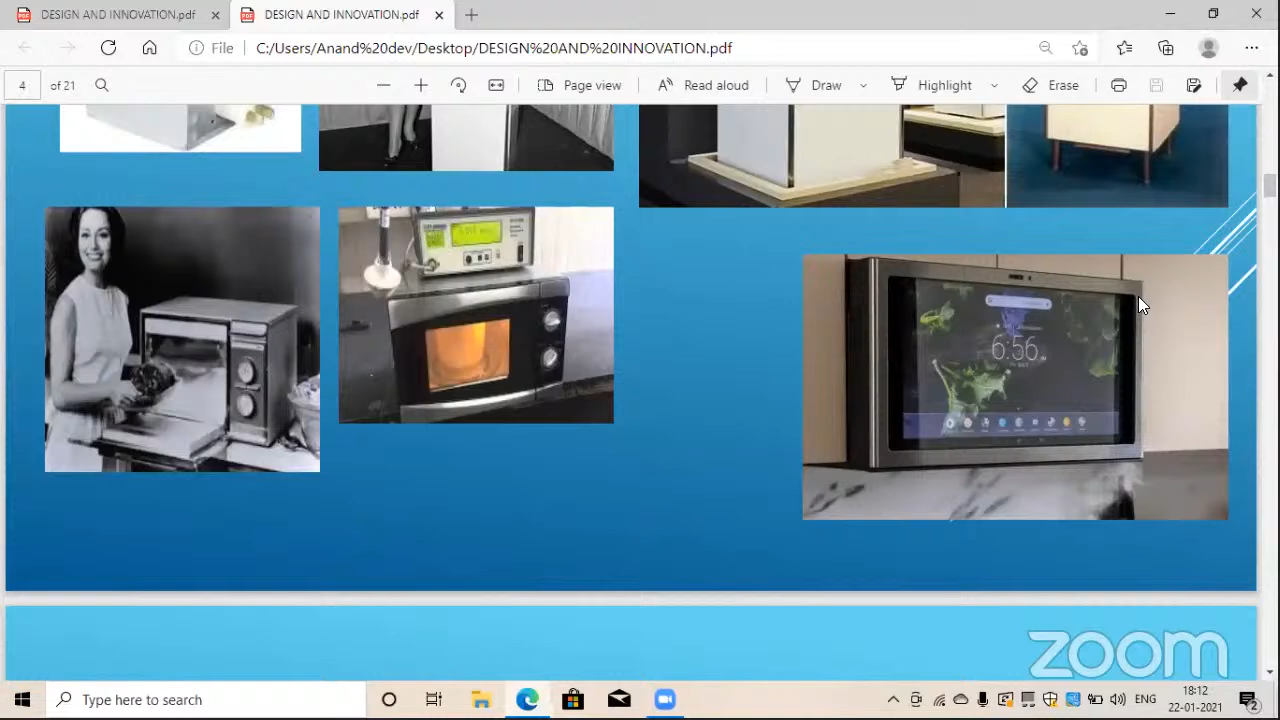 DESIGN AND INNOVATION.pdf
DESIGN AND INNOVATION.pdf
File
C:/Users/Anand%20dev/Desktop/DESIGN%20AND%20INNOVATION.pdf
4
of 21
Page view
Read aloud
Draw
Highlight
Erase
6:56
zoom
Type here to search
ENG
18:12
22-01-2021
2